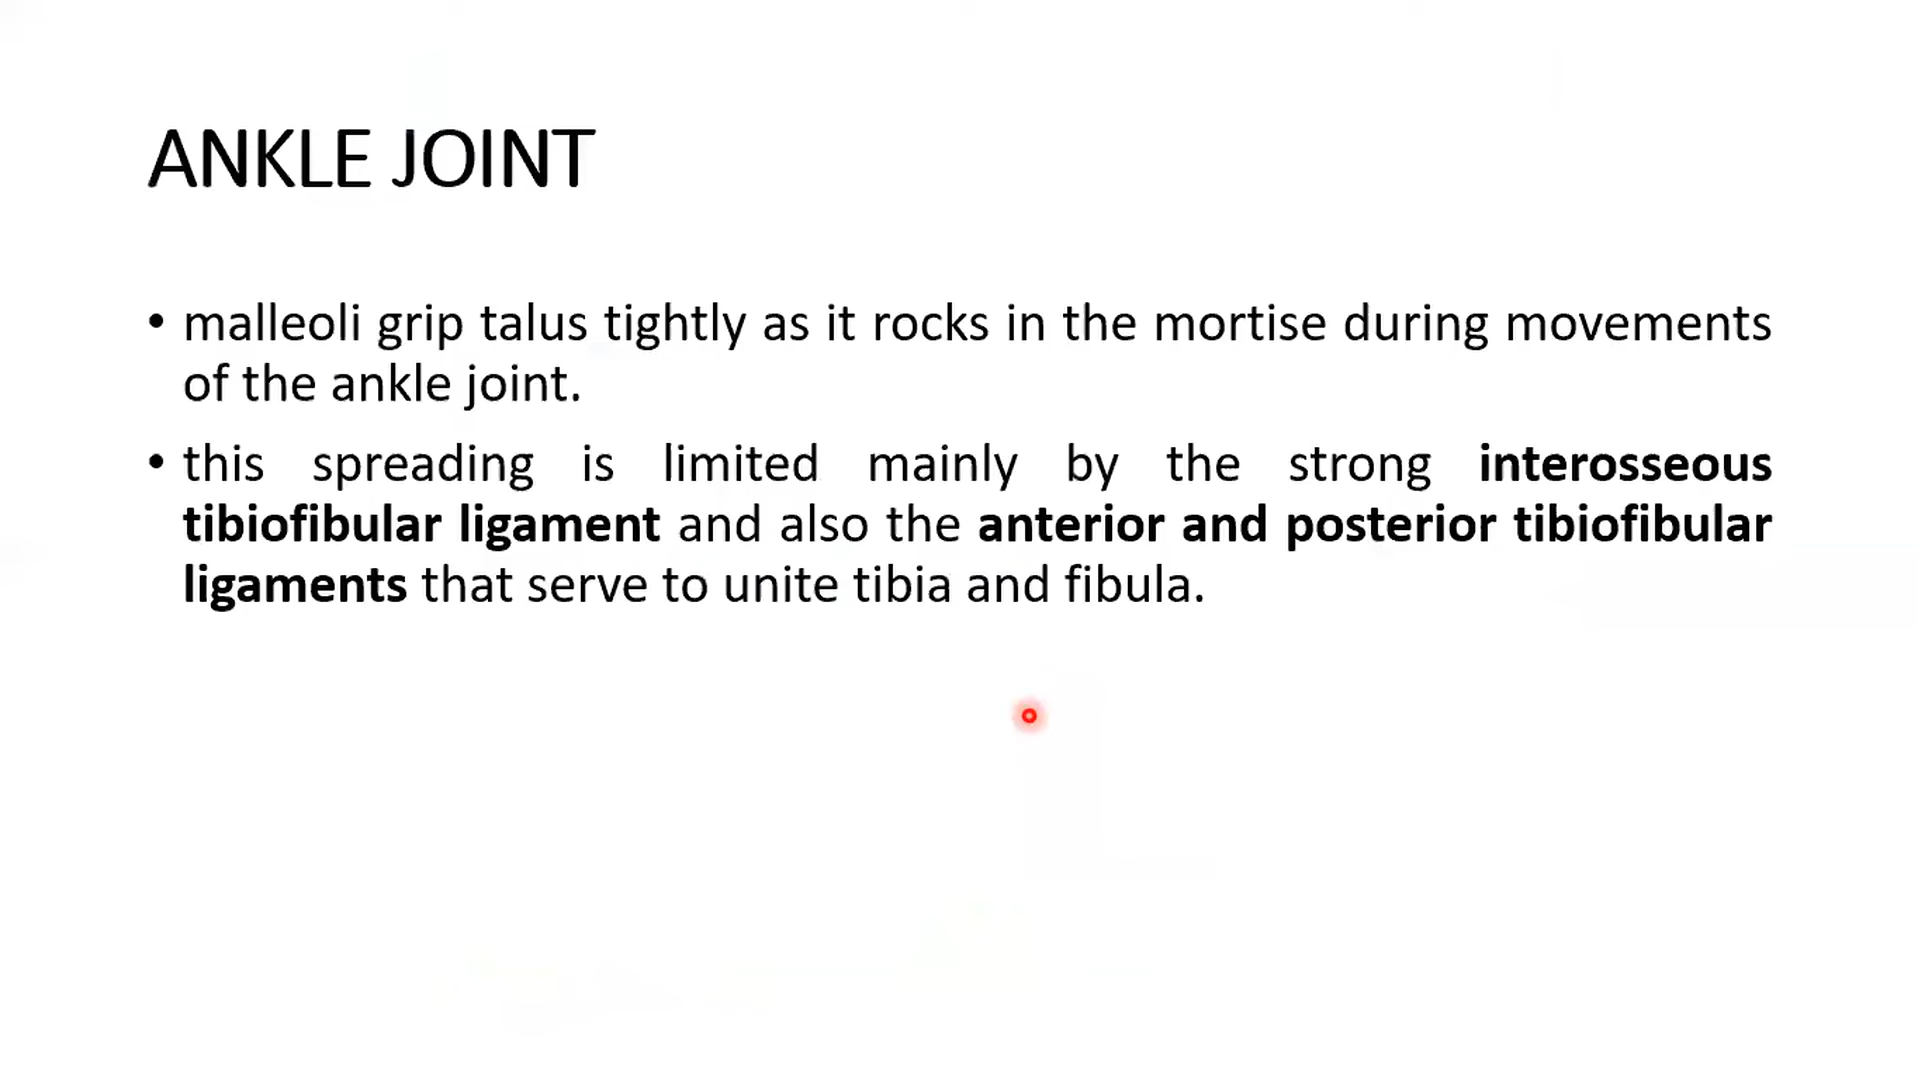 ANKLE JOINT
• malleoli grip talus tightly as it rocks in the mortise during movements
of the ankle joint.
• this spreading is limited mainly by the strong interosseous
tibiofibular ligament and also the anterior and posterior tibiofibular
ligaments that serve to unite tibia and fibula.